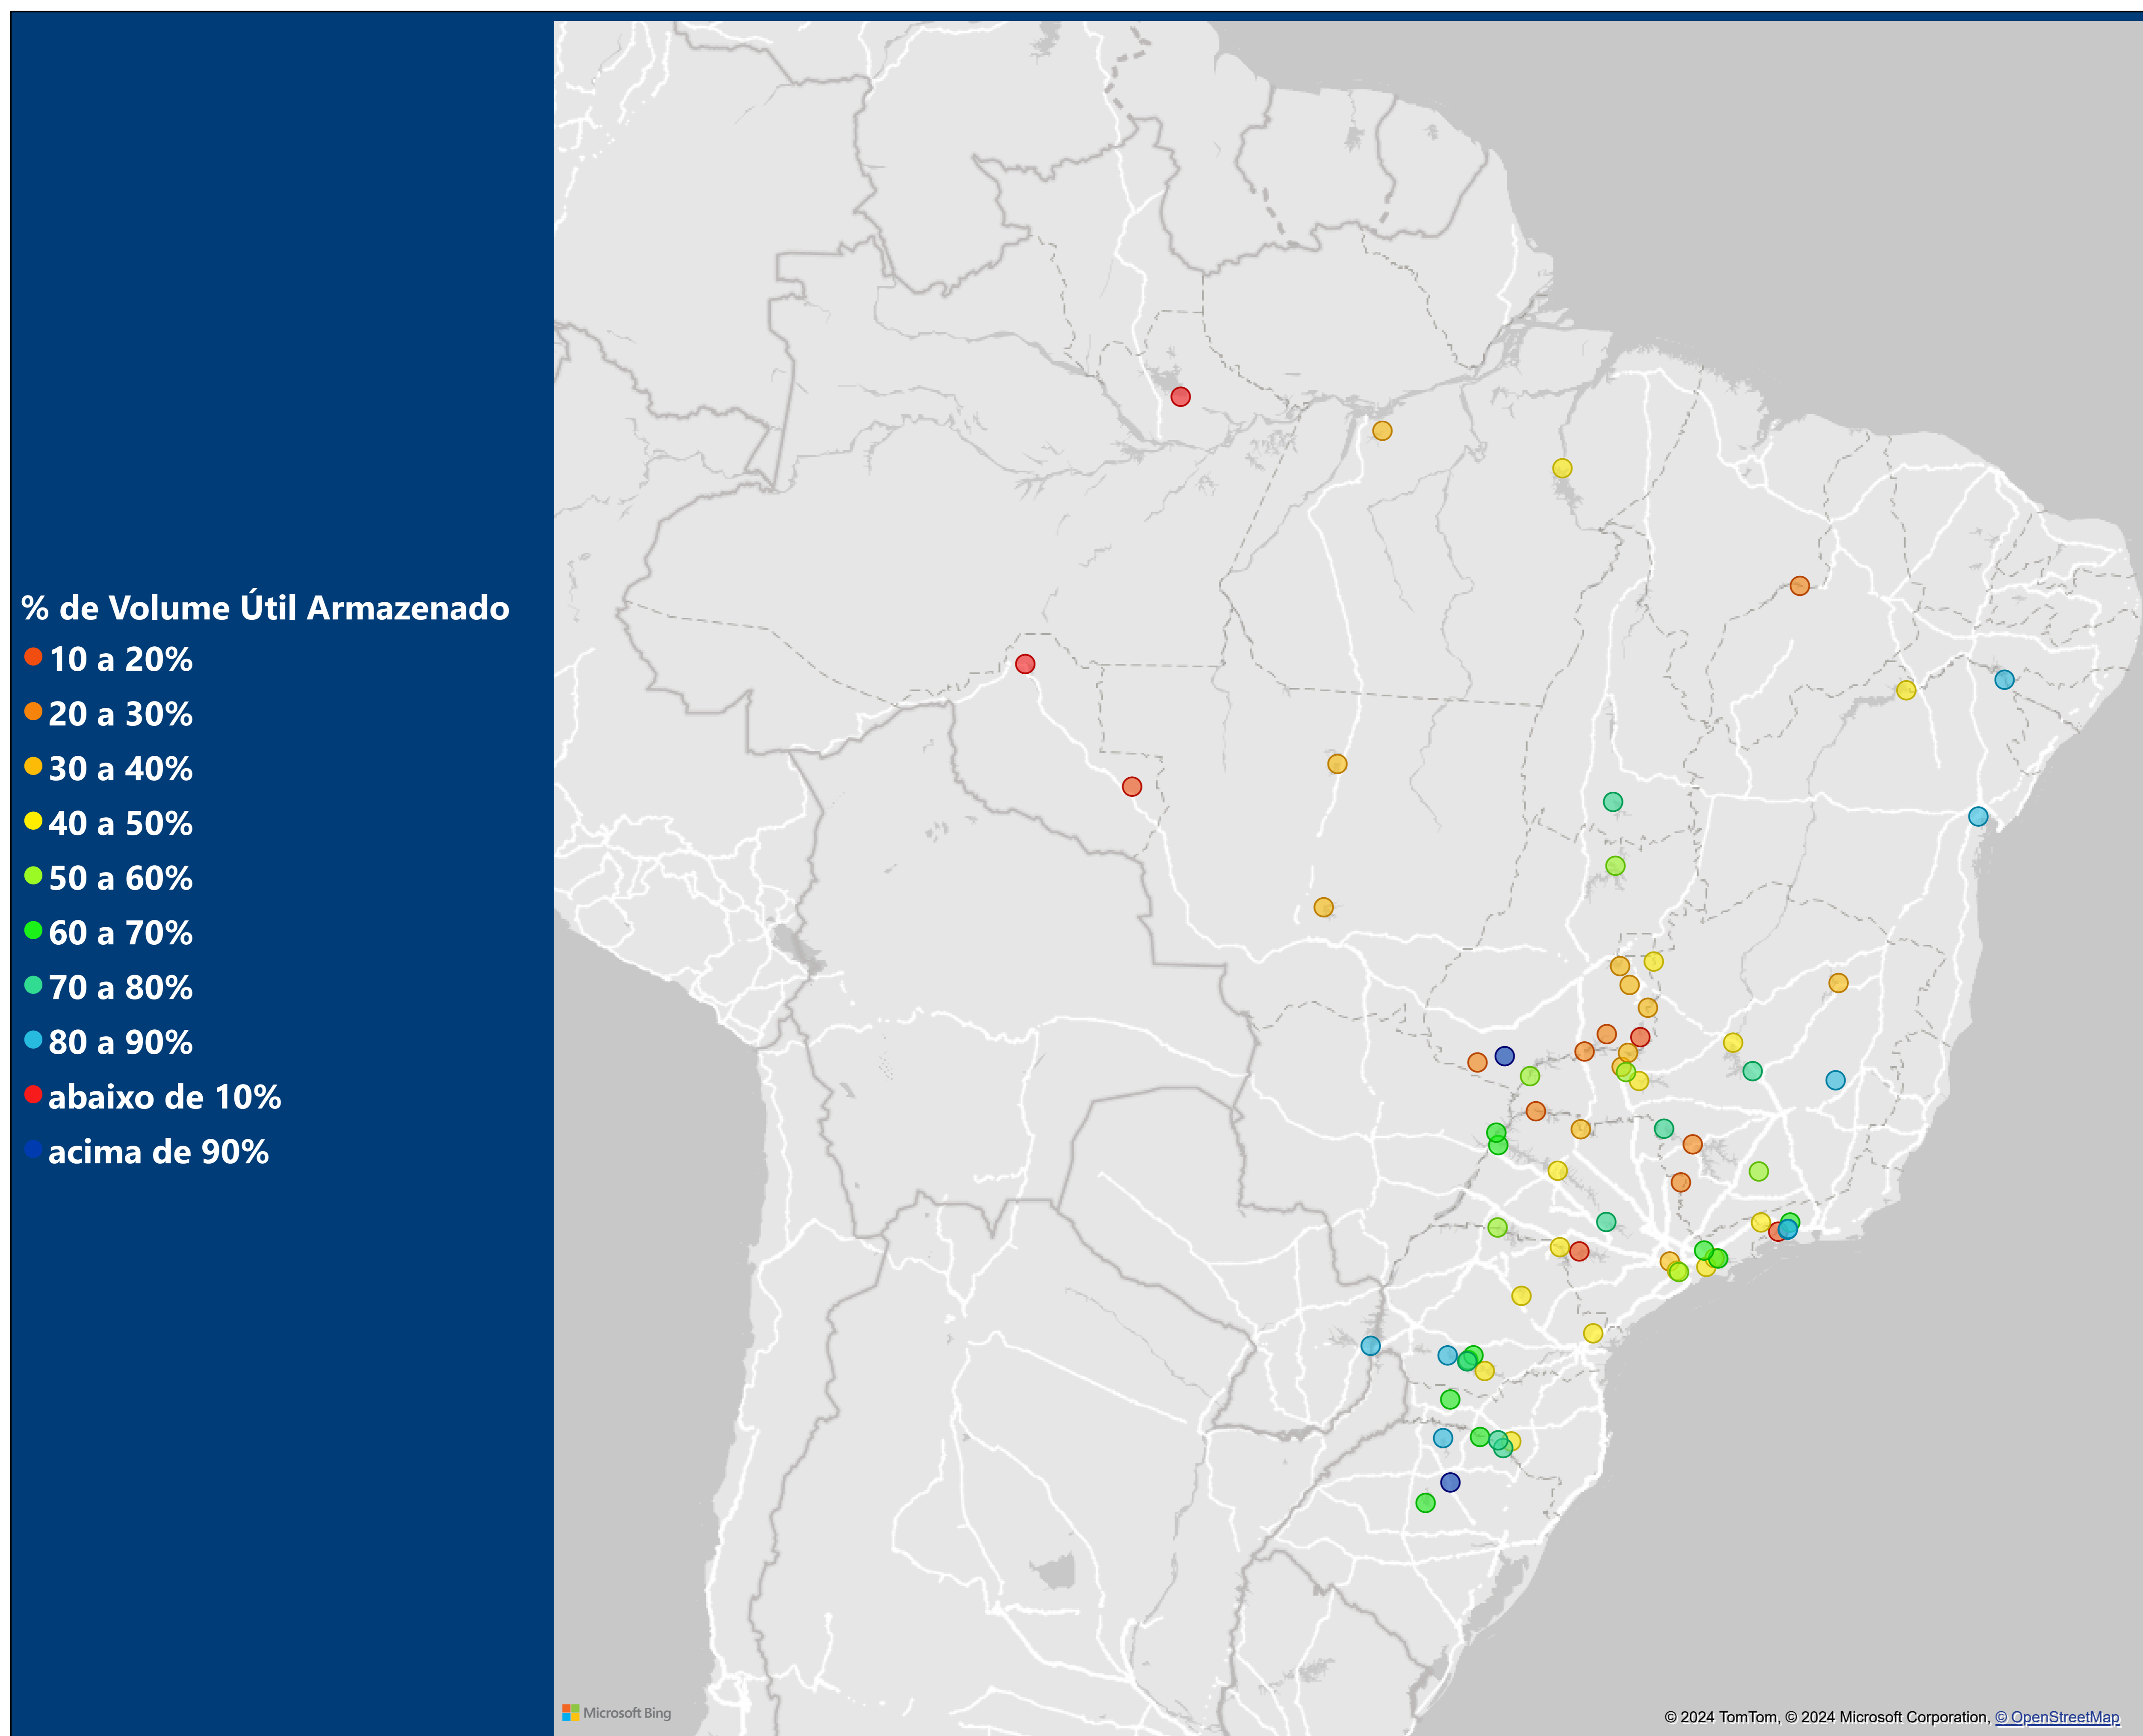 % de Volume Útil Armazenado
10 a 20%
20 a 30%
30 a 40%
40 a 50%
50 a 60%
60 a 70%
70 a 80%
80 a 90%
abaixo de 10%
acima de 90%
Microsoft Bing
© 2024 TomTom, © 2024 Microsoft Corporation, © OpenStreetMap